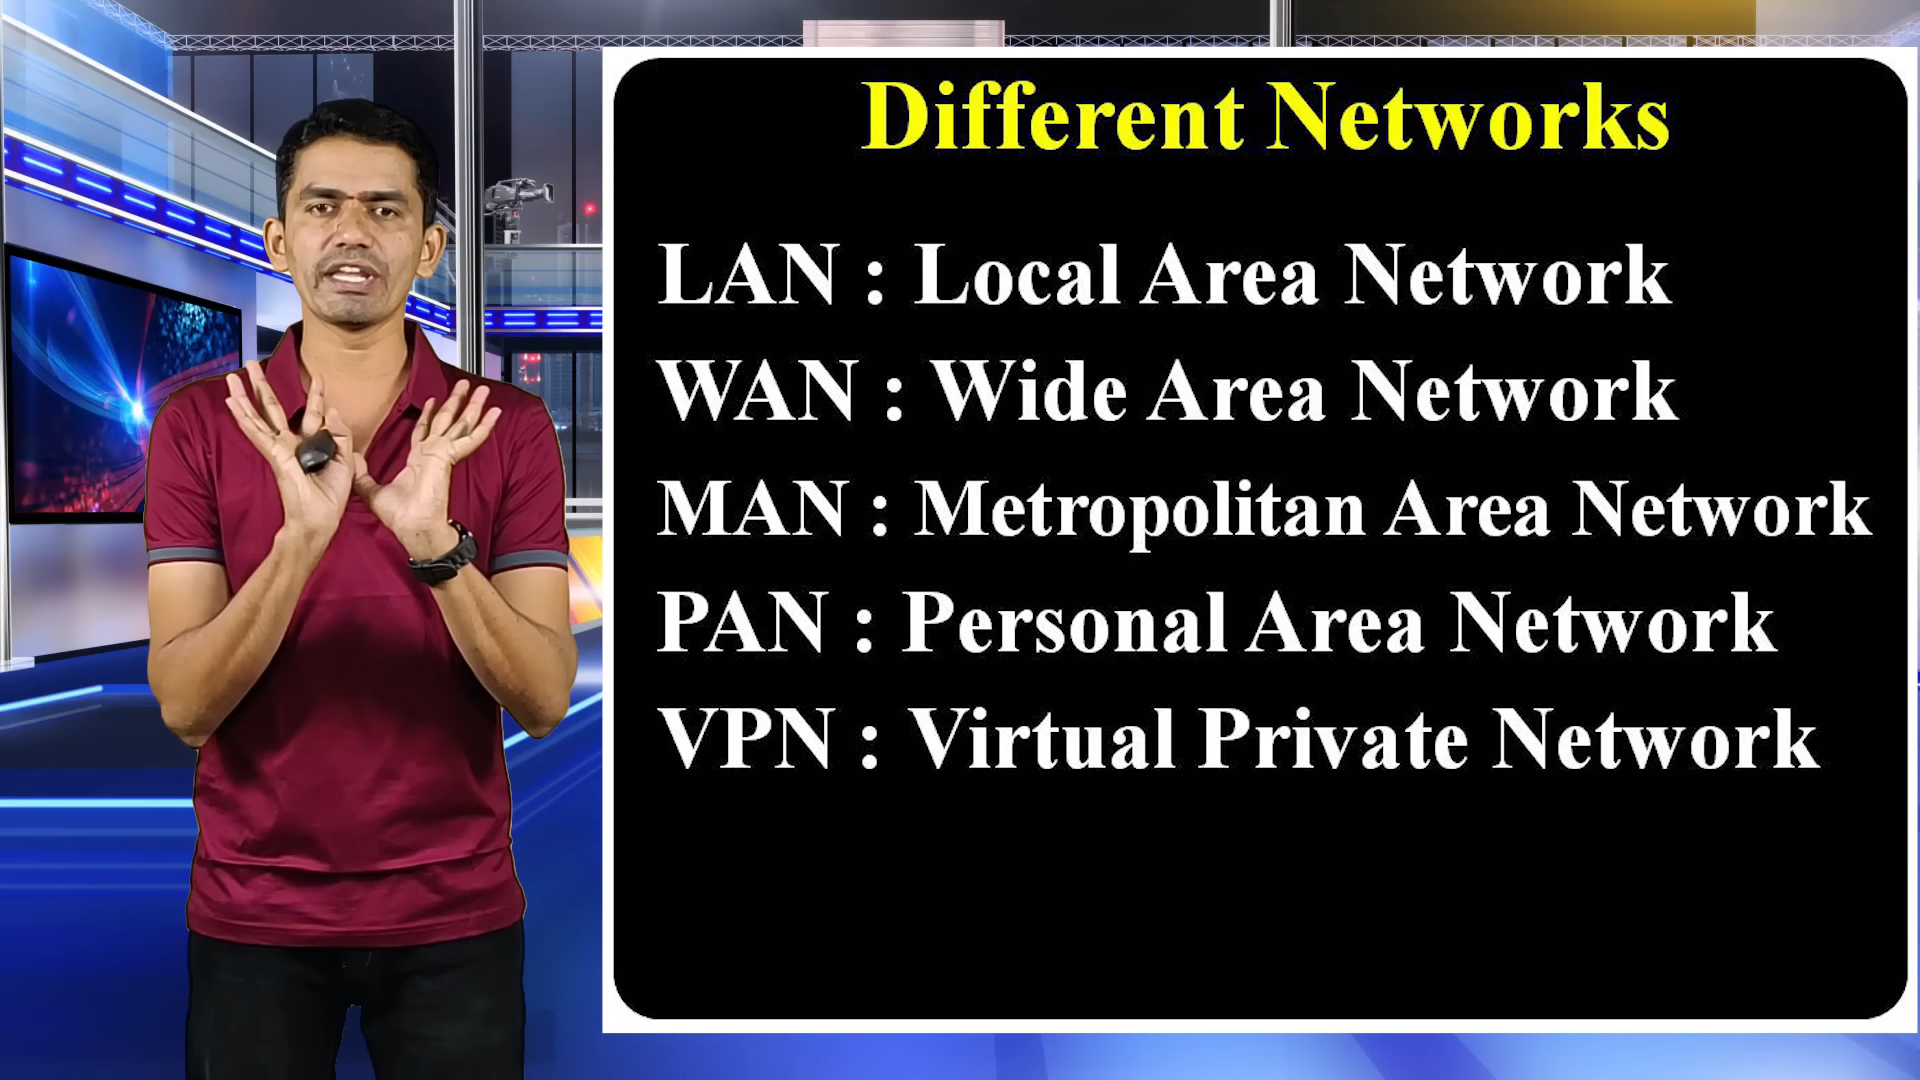 Different Networks
LAN : Local Area Network
WAN : Wide Area Network
MAN : Metropolitan Area Network
PAN : Personal Area Network
VPN : Virtual Private Network